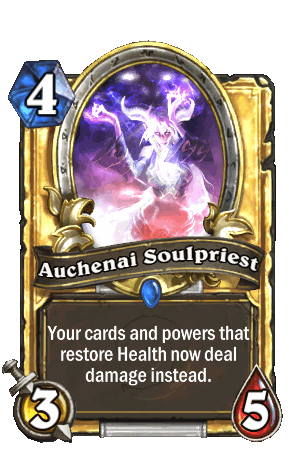 4
Auchenai Soulpriest
Your cards and powers that
restore Health now deal
damage instead.
3
5